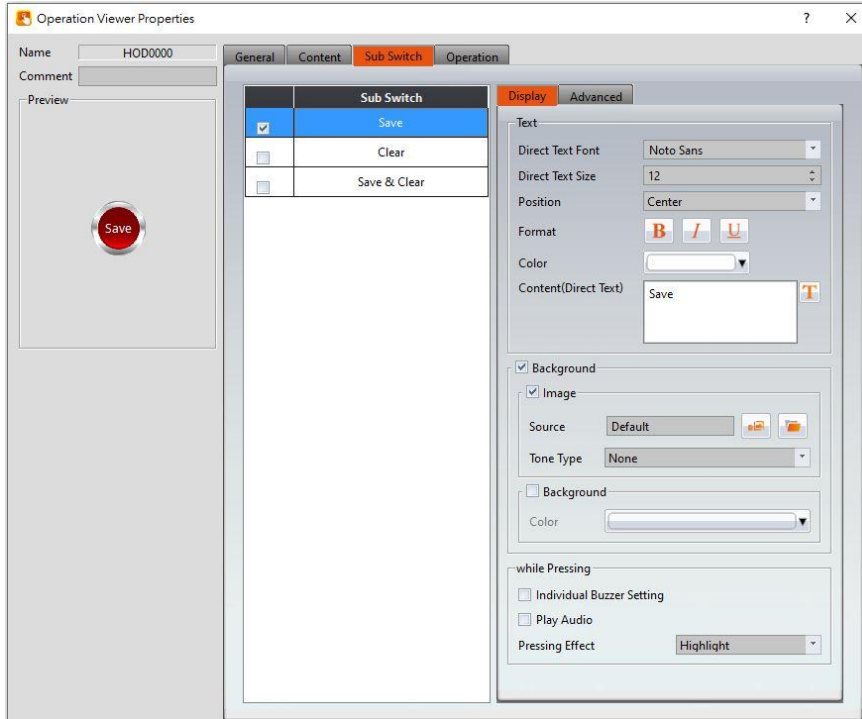 Operation Viewer Properties ? ×
Name HOD0000
Comment
Preview
Save
General Content Sub Switch Operation
Sub Switch
Save
Clear
Save & Clear
Display Advanced
Text
Direct Text Font Noto Sans
Direct Text Size 12
Position Center
Format B I U
Color
Content(Direct Text) Save T
Background
Image
Source Default
Tone Type None
Background
Color
while Pressing
Individual Buzzer Setting
Play Audio
Pressing Effect Highlight